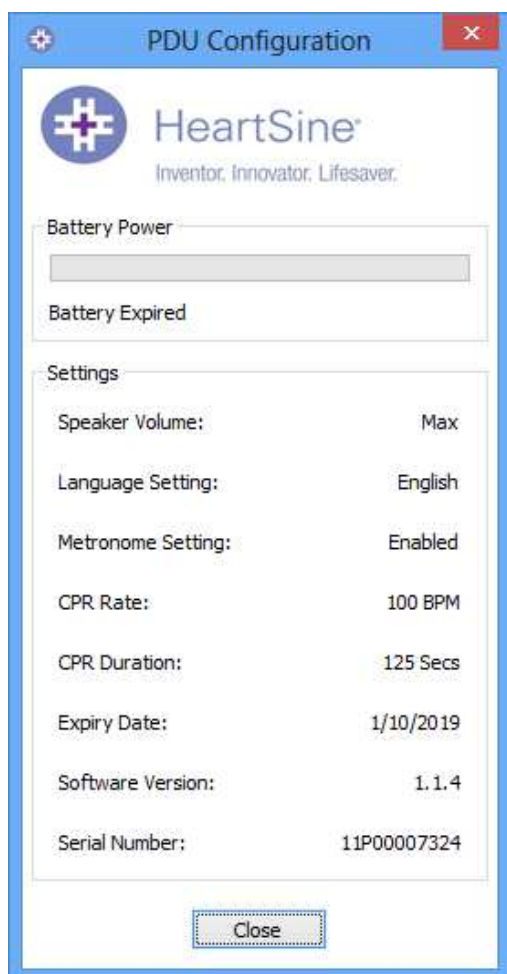 PDU Configuration
HeartSine
Inventor. Innovator. Lifesaver.
Battery Power
Battery Expired
Settings
Speaker Volume: Max
Language Setting: English
Metronome Setting: Enabled
CPR Rate: 100 BPM
CPR Duration: 125 Secs
Expiry Date: 1/10/2019
Software Version: 1.1.4
Serial Number: 11P00007324
Close